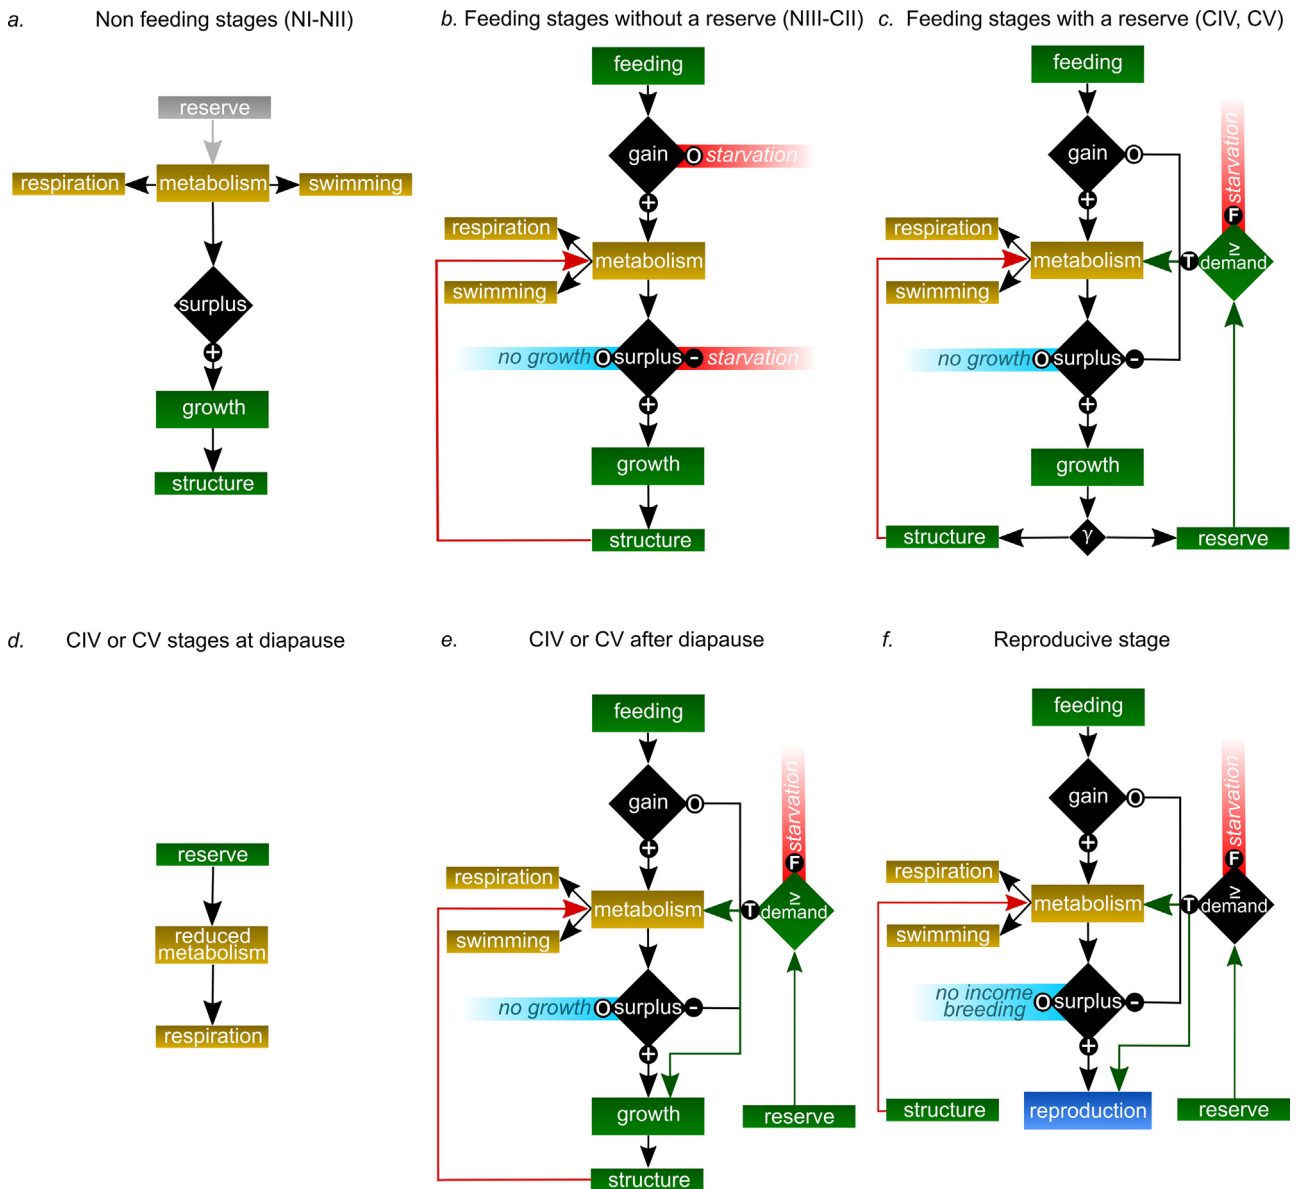 a. Non feeding stages (NI-NII)
reserve
respiration
metabolism
swimming
surplus
+
growth
structure
b. Feeding stages without a reserve (NIII-CII)
feeding
gain
O
starvation
+
respiration
metabolism
swimming
no growth
O
surplus
-
starvation
+
growth
structure
c. Feeding stages with a reserve (CIV, CV)
feeding
gain
O
starvation
F
+
respiration
metabolism
T
≥
demand
swimming
no growth
O
surplus
-
+
growth
γ
structure
reserve
d. CIV or CV stages at diapause
reserve
reduced
metabolism
respiration
e. CIV or CV after diapause
feeding
gain
O
starvation
F
+
respiration
metabolism
T
≥
demand
swimming
no growth
O
surplus
-
+
growth
reserve
structure
f. Reproducive stage
feeding
gain
O
starvation
F
+
respiration
metabolism
T
≥
demand
swimming
no income
breeding
O
surplus
-
+
structure
reproduction
reserve